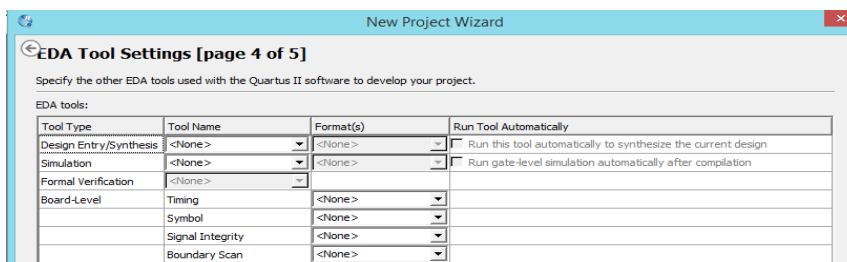 New Project Wizard
EDA Tool Settings [page 4 of 5]
Specify the other EDA tools used with the Quartus II software to develop your project.
EDA tools:
Tool Type Tool Name Format(s) Run Tool Automatically
Design Entry/Synthesis <None> <None> Run this tool automatically to synthesize the current design
Simulation <None> <None> Run gate-level simulation automatically after compilation
Formal Verification <None>
Board-Level Timing <None>
Symbol <None>
Signal Integrity <None>
Boundary Scan <None>